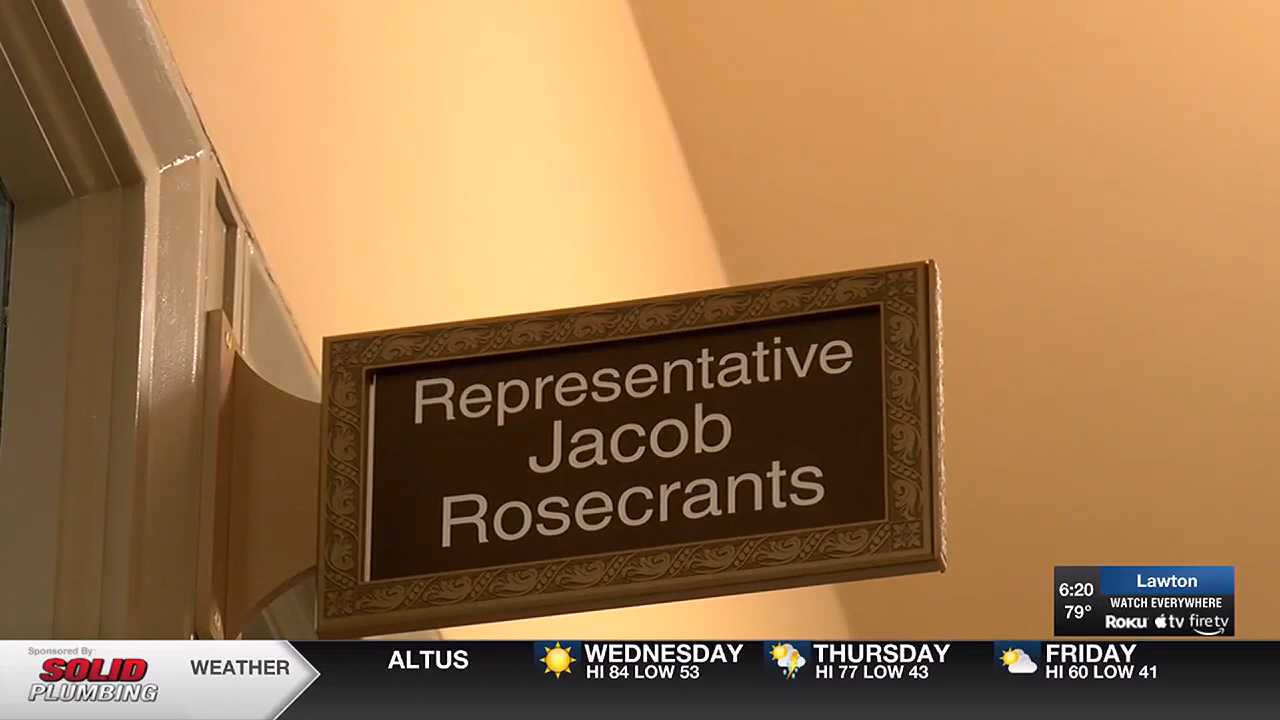 Representative
Jacob
Rosecrants
6:20
Lawton
79°
WATCH EVERYWHERE
Roku tv firetv
Sponsored By
SOLID
PLUMBING
WEATHER
ALTUS
WEDNESDAY
HI 84 LOW 53
THURSDAY
HI 77 LOW 43
FRIDAY
HI 60 LOW 41